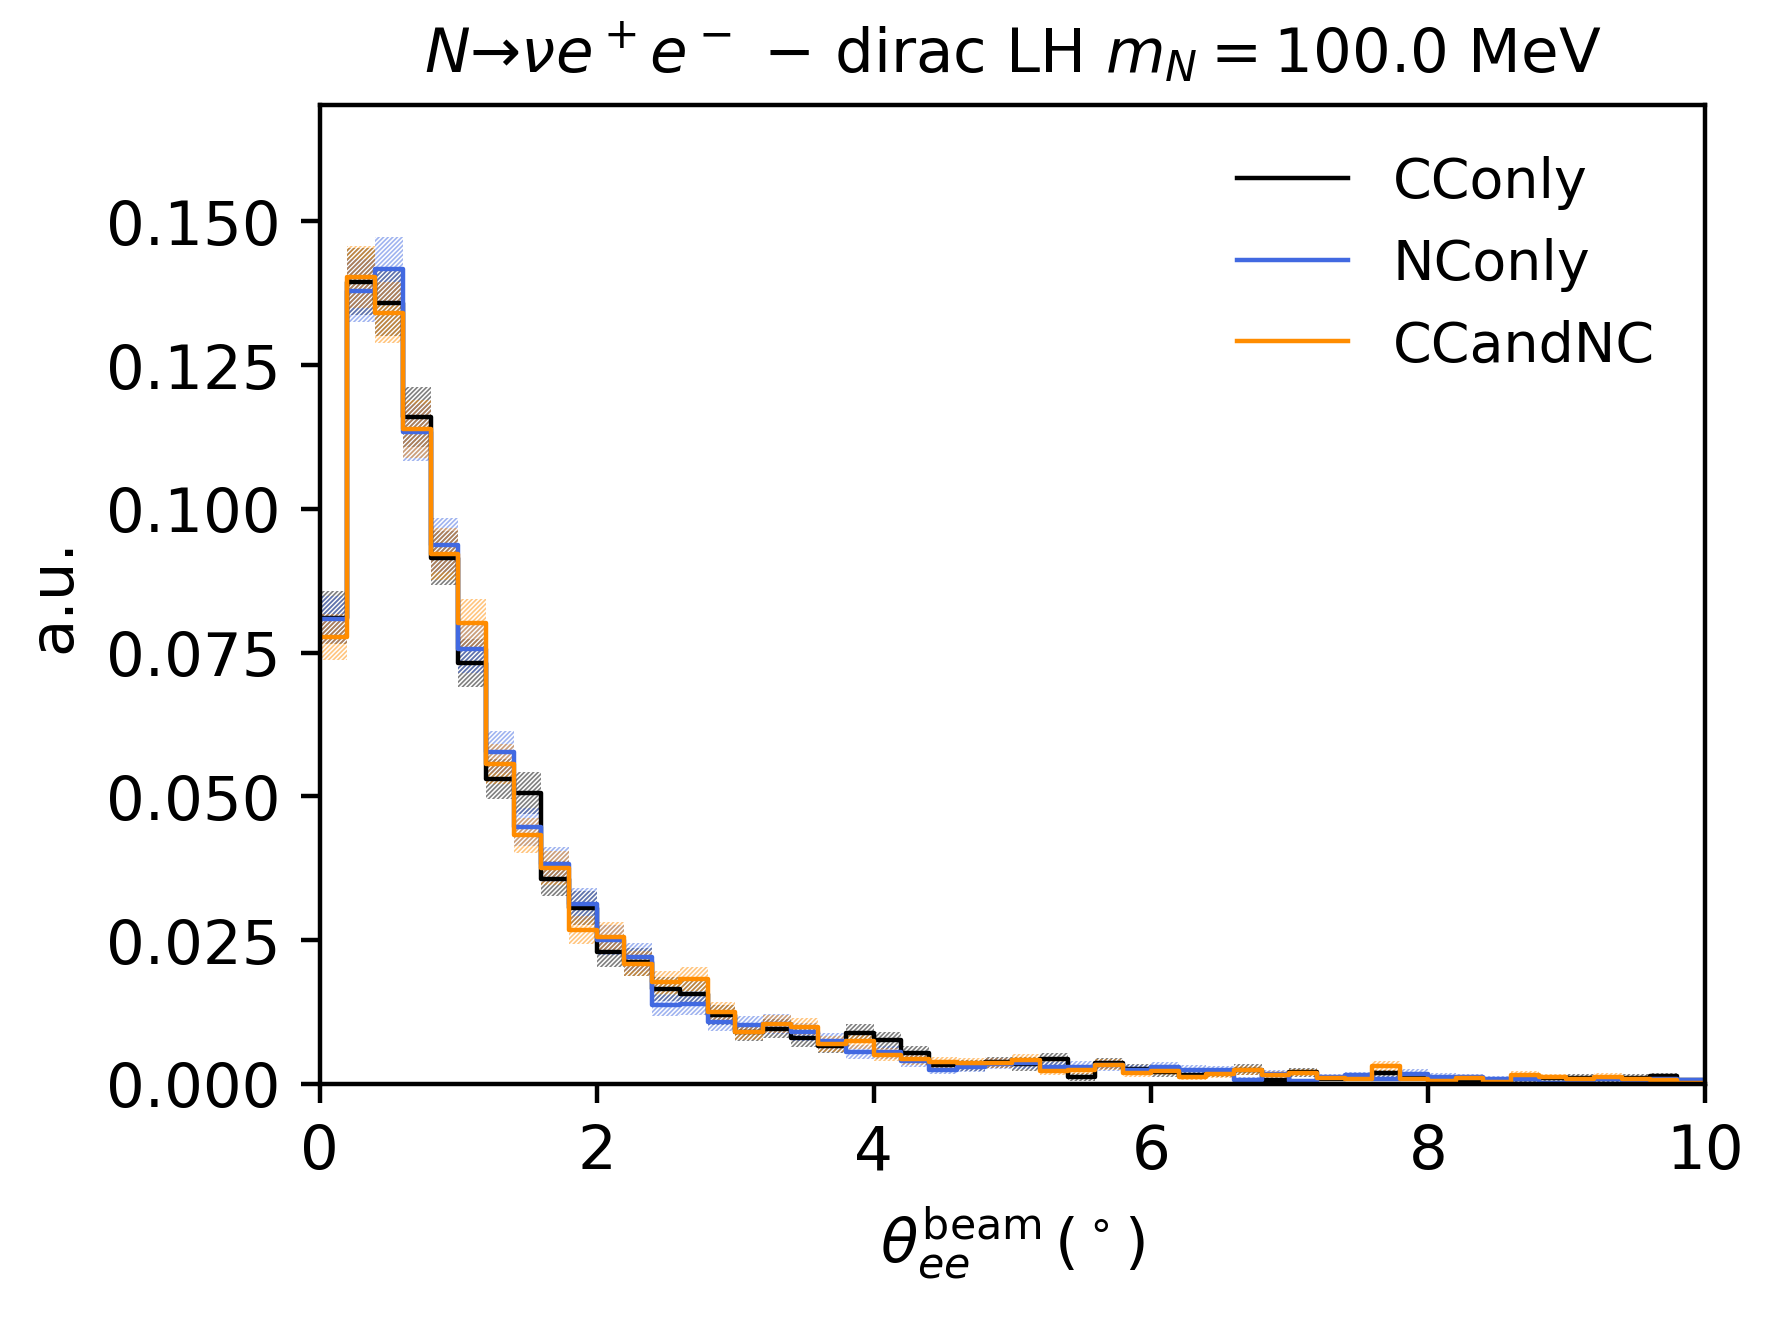 N→νe⁺e⁻ − dirac LH m_N = 100.0 MeV
CConly
NConly
CCandNC
a.u.
0.150
0.125
0.100
0.075
0.050
0.025
0.000
0 2 4 6 8 10
θ_ee^beam (°)